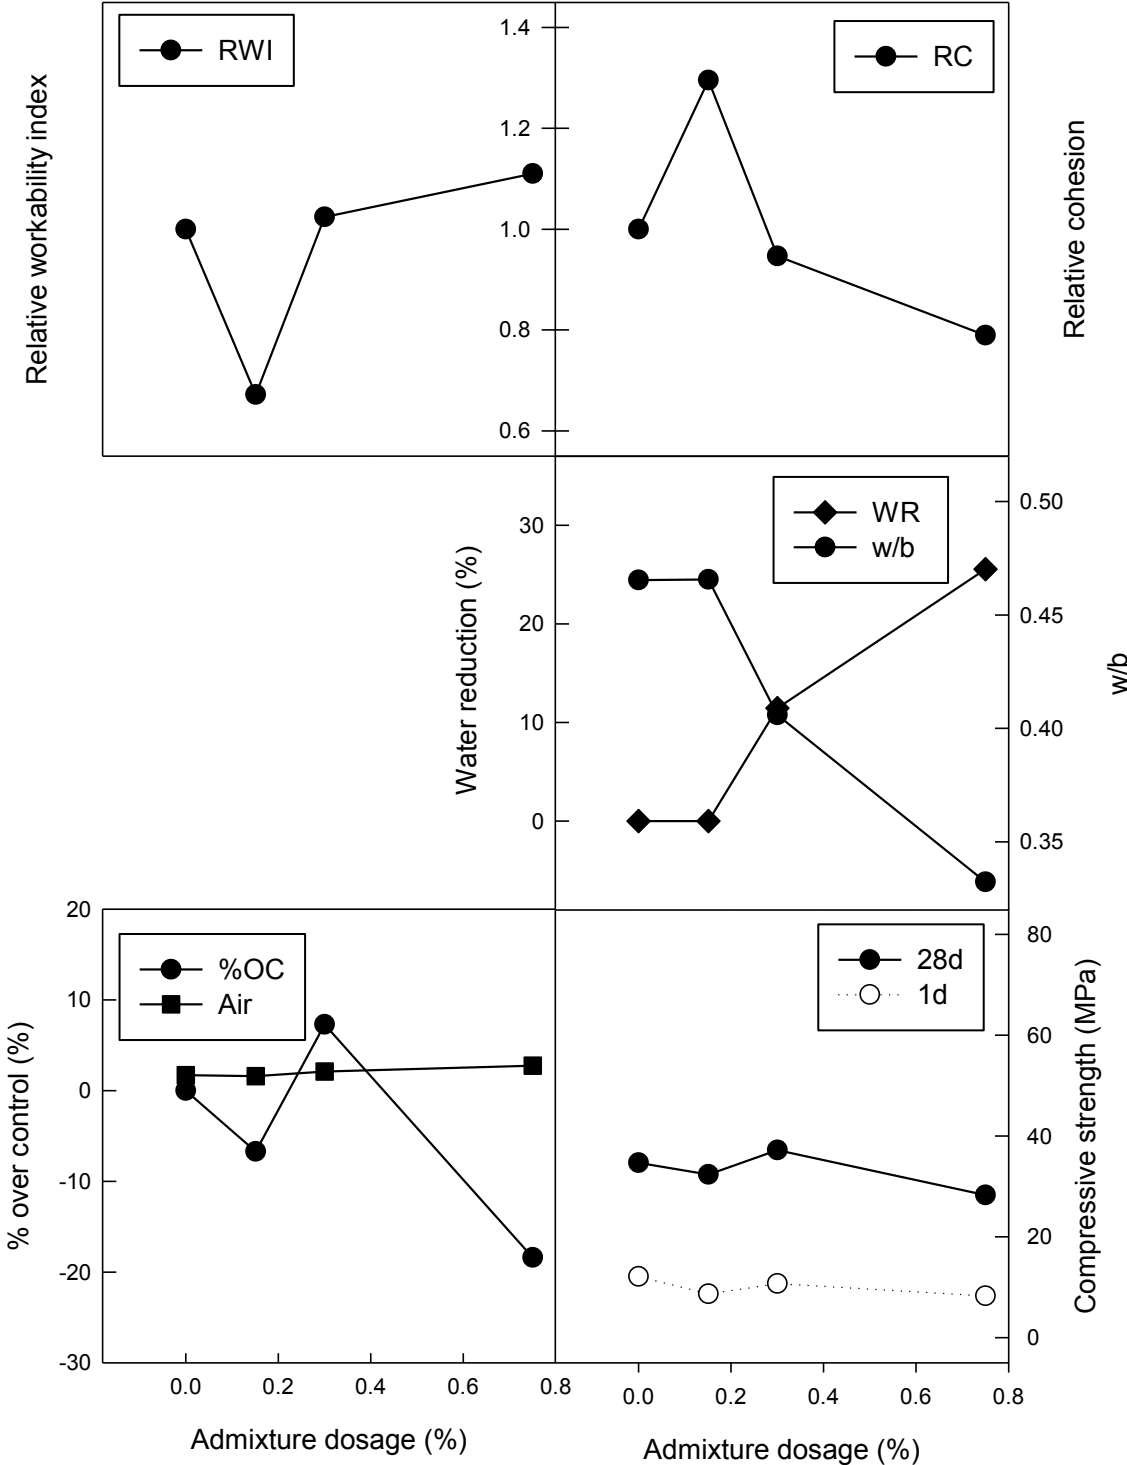 RWI
Relative workability index
1.4
1.2
1.0
0.8
0.6
RC
Relative cohesion
WR
w/b
Water reduction (%)
30
20
10
0
0.50
0.45
0.40
0.35
w/b
%OC
Air
% over control (%)
20
10
0
-10
-20
-30
0.0 0.2 0.4 0.6 0.8
Admixture dosage (%)
28d
1d
80
60
40
20
0
Compressive strength (MPa)
0.0 0.2 0.4 0.6 0.8
Admixture dosage (%)